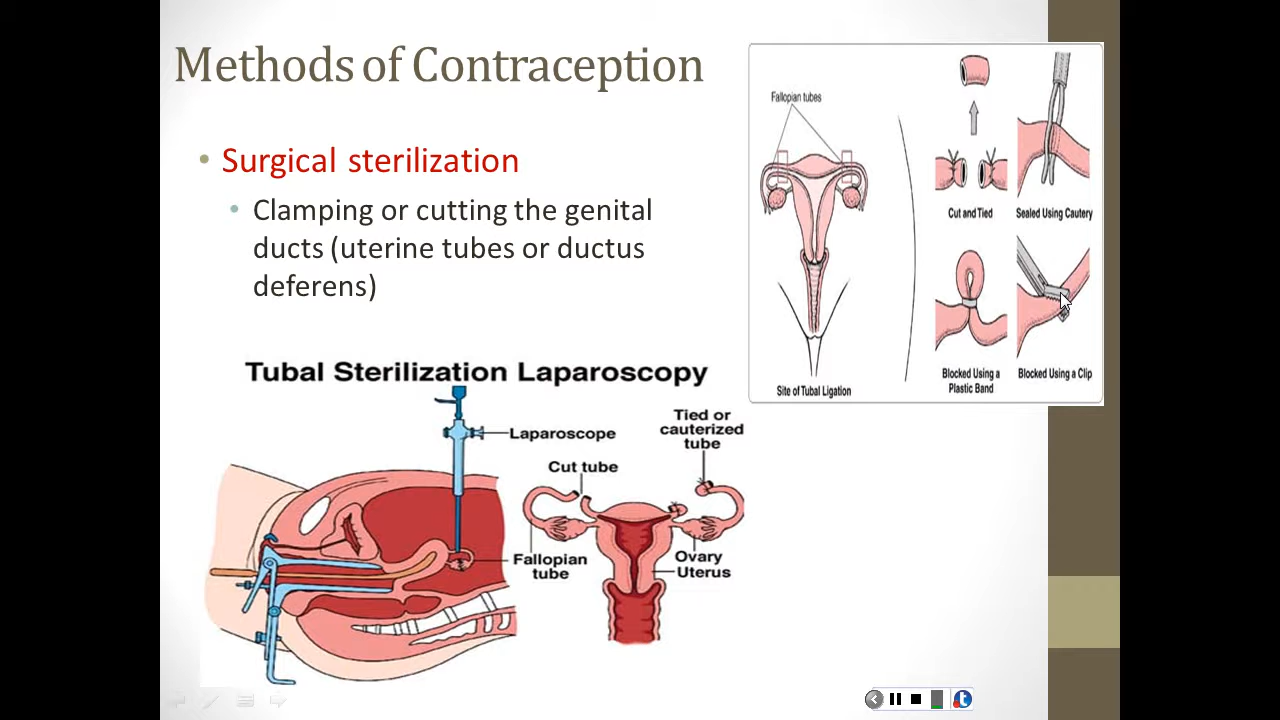 Methods of Contraception
• Surgical sterilization
• Clamping or cutting the genital
ducts (uterine tubes or ductus
deferens)
Fallopian tubes
Site of Tubal Ligation
Cut and Tied
Sealed Using Cautery
Blocked Using a
Plastic Band
Blocked Using a Clip
Tubal Sterilization Laparoscopy
Laparoscope
Fallopian
tube
Cut tube
Tied or
cauterized
tube
Ovary
Uterus
t